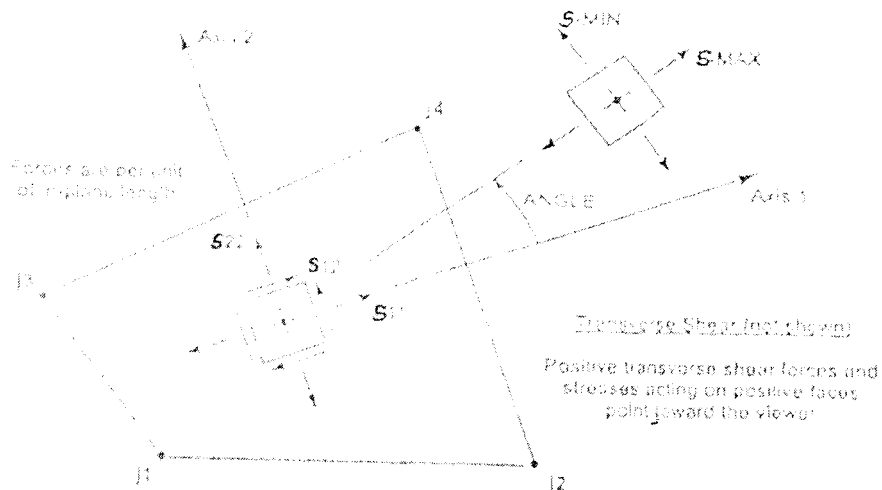 S-MIN
S-MAX
Axis 2
j4
Forces are per unit
of inplane length
ANGLE
Axis 1
S22
S12
j3
S11
Transverse Shear (not shown)
Positive transverse shear forces and
stresses acting on positive faces
point toward the viewer
j1
j2